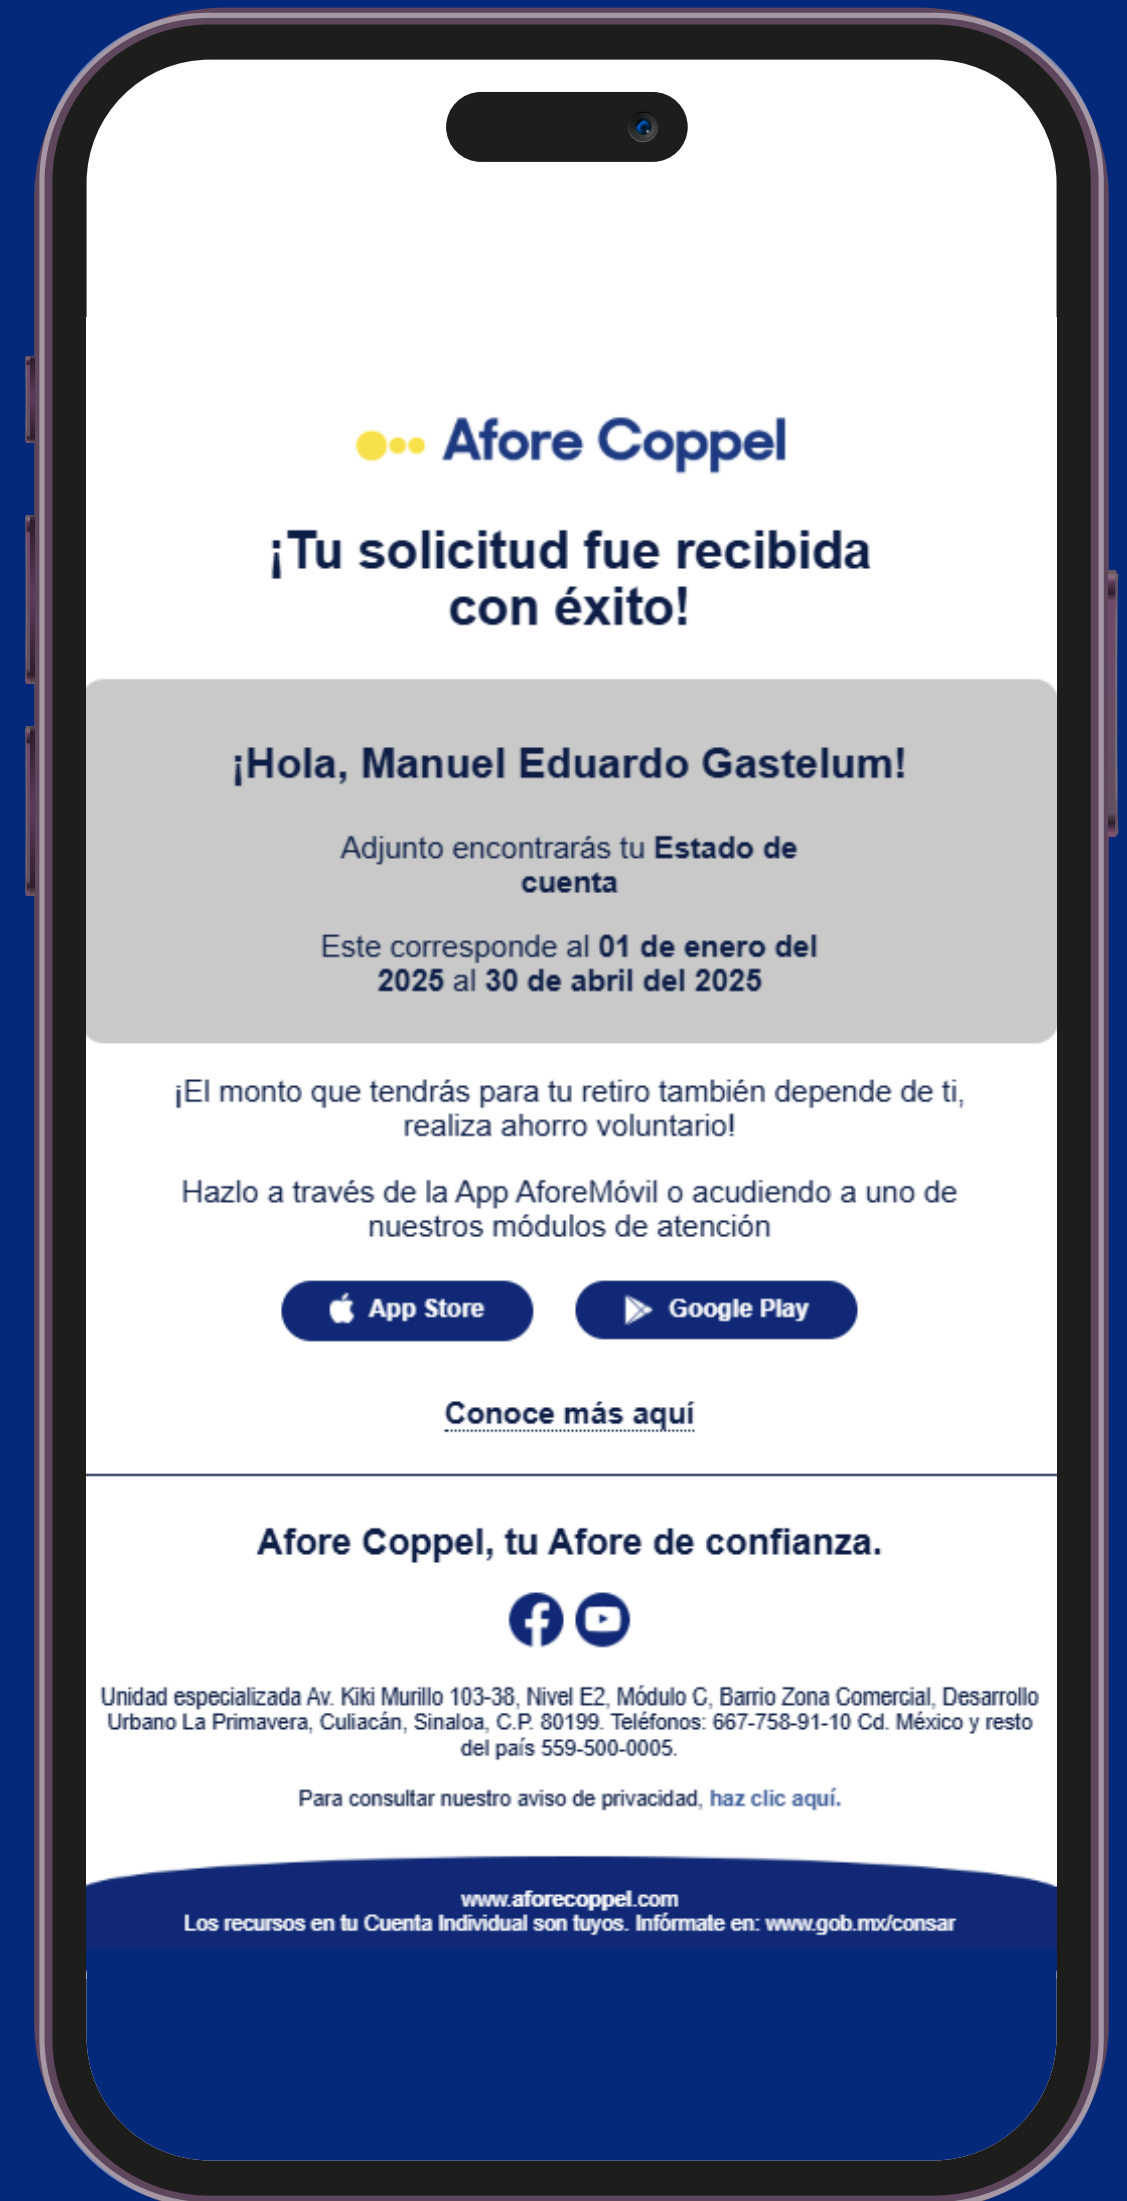 Afore Coppel
¡Tu solicitud fue recibida
con éxito!
¡Hola, Manuel Eduardo Gastelum!
Adjunto encontrarás tu Estado de
cuenta
Este corresponde al 01 de enero del
2025 al 30 de abril del 2025
¡El monto que tendrás para tu retiro también depende de ti,
realiza ahorro voluntario!
Hazlo a través de la App AforeMóvil o acudiendo a uno de
nuestros módulos de atención
App Store
Google Play
Conoce más aquí
Afore Coppel, tu Afore de confianza.
Unidad especializada Av. Kiki Murillo 103-38, Nivel E2, Módulo C, Barrio Zona Comercial, Desarrollo
Urbano La Primavera, Culiacán, Sinaloa, C.P. 80199. Teléfonos: 667-758-91-10 Cd. México y resto
del país 559-500-0005.
Para consultar nuestro aviso de privacidad, haz clic aquí.
www.aforecoppel.com
Los recursos en tu Cuenta Individual son tuyos. Infórmate en: www.gob.mx/consar